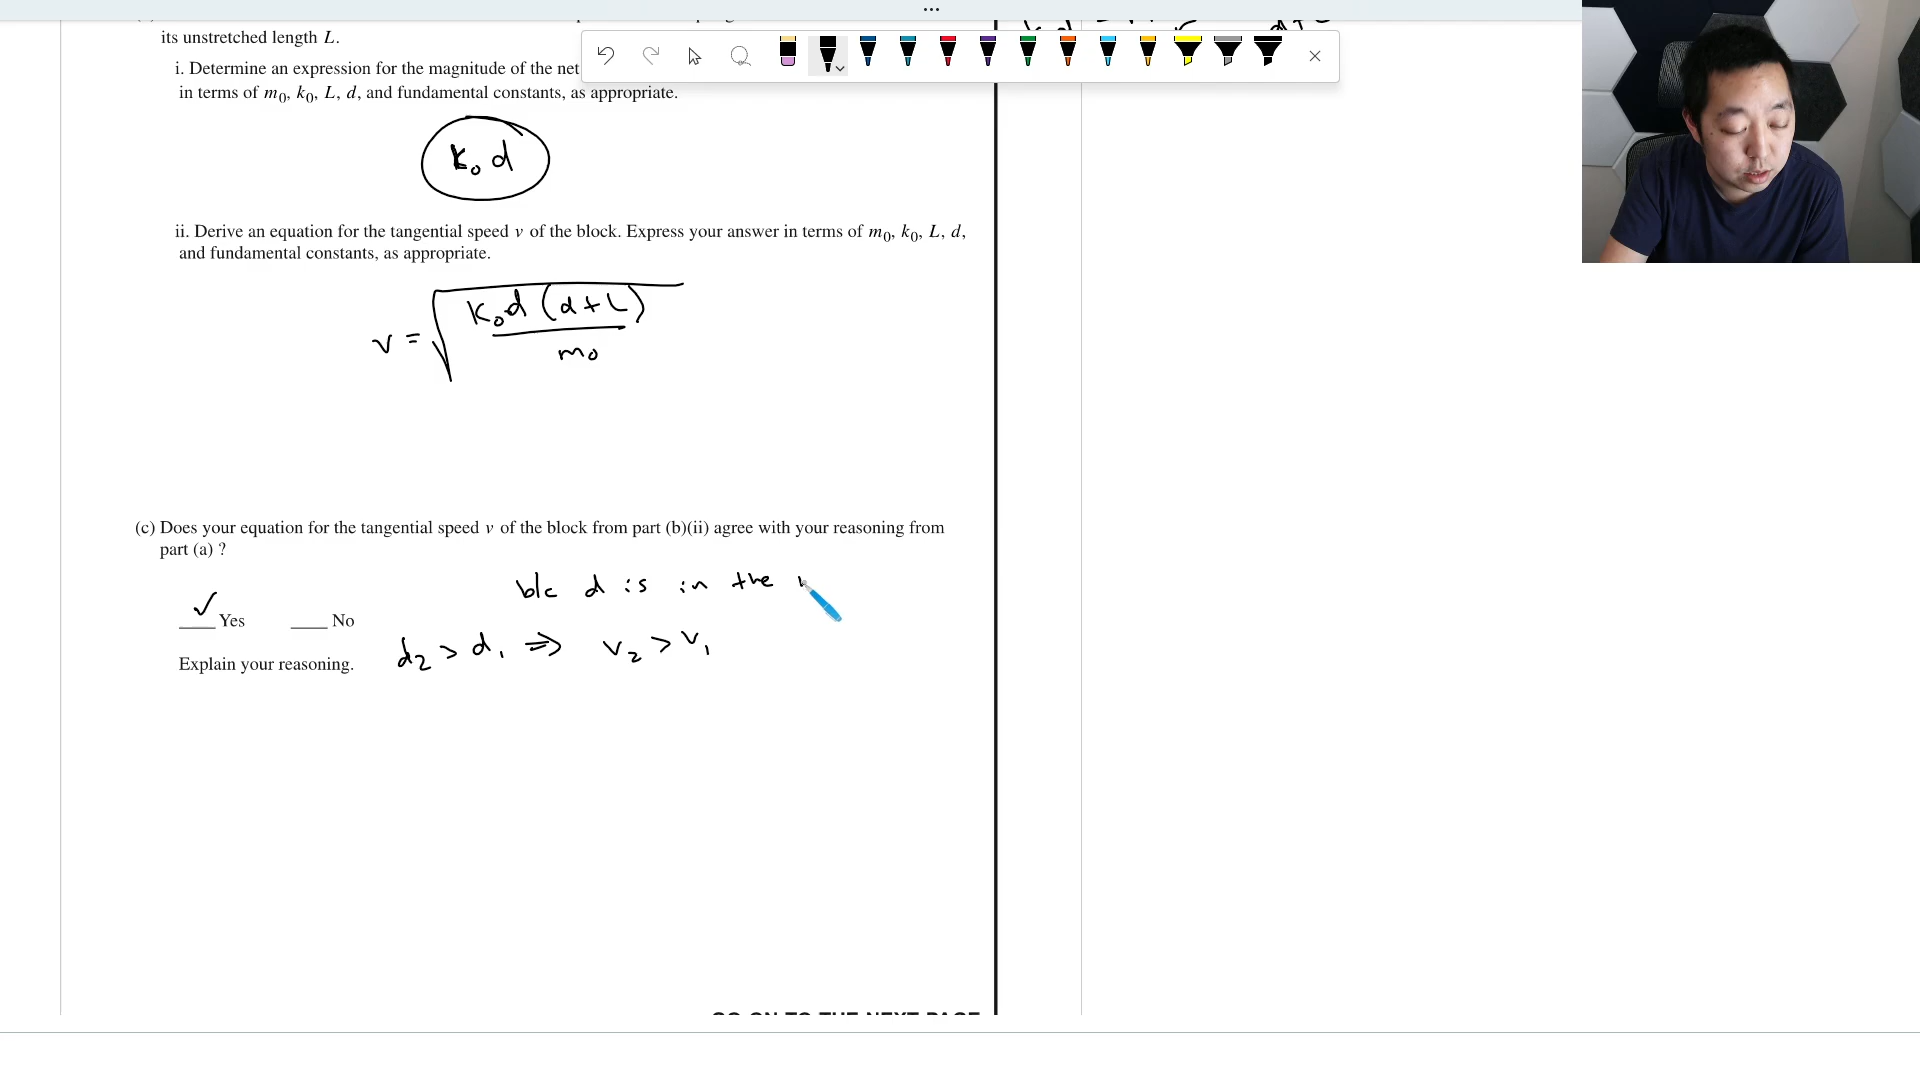 its unstretched length L.
i. Determine an expression for the magnitude of the net
in terms of m₀, k₀, L, d, and fundamental constants, as appropriate.
k₀ d
ii. Derive an equation for the tangential speed v of the block. Express your answer in terms of m₀, k₀, L, d,
and fundamental constants, as appropriate.
v = √(k₀d (d+L) / m₀)
(c) Does your equation for the tangential speed v of the block from part (b)(ii) agree with your reasoning from
part (a) ?
b/c d is in the
✓ Yes ____ No
d₂ > d₁ ⇒ v₂ > v₁
Explain your reasoning.